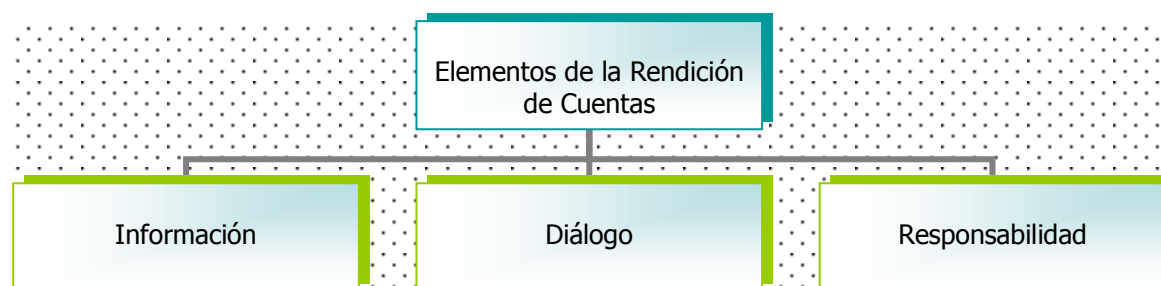 Elementos de la Rendición
de Cuentas
Información
Diálogo
Responsabilidad